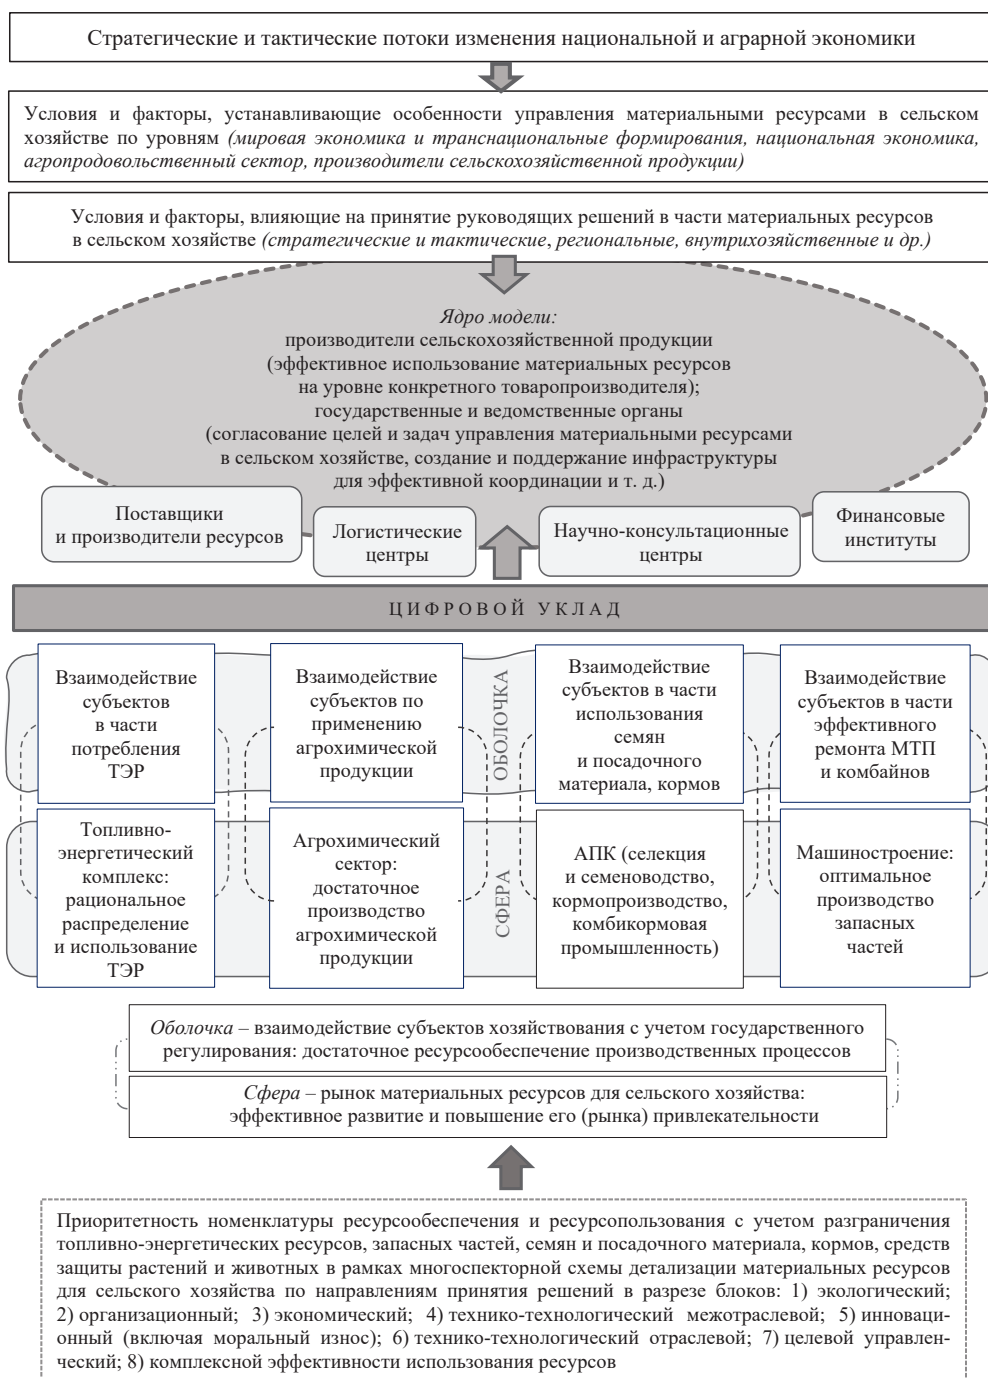 Стратегические и тактические потоки изменения национальной и аграрной экономики
Условия и факторы, устанавливающие особенности управления материальными ресурсами в сельском
хозяйстве по уровням (мировая экономика и транснациональные формирования, национальная экономика,
агропродовольственный сектор, производители сельскохозяйственной продукции)
Условия и факторы, влияющие на принятие руководящих решений в части материальных ресурсов
в сельском хозяйстве (стратегические и тактические, региональные, внутрихозяйственные и др.)
Ядро модели:
производители сельскохозяйственной продукции
(эффективное использование материальных ресурсов
на уровне конкретного товаропроизводителя);
государственные и ведомственные органы
(согласование целей и задач управления материальными ресурсами
в сельском хозяйстве, создание и поддержание инфраструктуры
для эффективной координации и т. д.)
Поставщики
и производители ресурсов
Логистические
центры
Научно-консультационные
центры
Финансовые
институты
ЦИФРОВОЙ УКЛАД
Взаимодействие
субъектов
в части
потребления
ТЭР
Взаимодействие
субъектов по
применению
агрохимической
продукции
ОБОЛОЧКА
Взаимодействие
субъектов в части
использования
семян
и посадочного
материала, кормов
Взаимодействие
субъектов в части
эффективного
ремонта МТП
и комбайнов
Топливно-
энергетический
комплекс:
рациональное
распределение
и использование
ТЭР
Агрохимический
сектор:
достаточное
производство
агрохимической
продукции
СФЕРА
АПК (селекция
и семеноводство,
кормопроизводство,
комбикормовая
промышленность)
Машиностроение:
оптимальное
производство
запасных
частей
Оболочка – взаимодействие субъектов хозяйствования с учетом государственного
регулирования: достаточное ресурсообеспечение производственных процессов
Сфера – рынок материальных ресурсов для сельского хозяйства:
эффективное развитие и повышение его (рынка) привлекательности
Приоритетность номенклатуры ресурсообеспечения и ресурсопользования с учетом разграничения
топливно-энергетических ресурсов, запасных частей, семян и посадочного материала, кормов, средств
защиты растений и животных в рамках многоспекторной схемы детализации материальных ресурсов
для сельского хозяйства по направлениям принятия решений в разрезе блоков: 1) экологический;
2) организационный; 3) экономический; 4) технико-технологический межотраслевой; 5) инноваци-
онный (включая моральный износ); 6) технико-технологический отраслевой; 7) целевой управлен-
ческий; 8) комплексной эффективности использования ресурсов